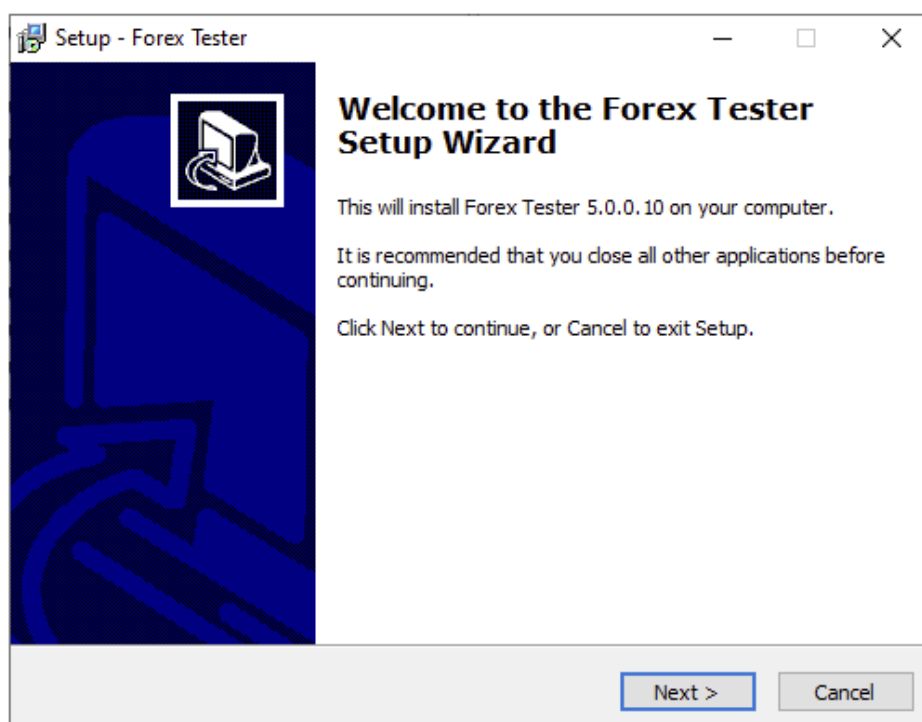 Setup - Forex Tester
Welcome to the Forex Tester
Setup Wizard
This will install Forex Tester 5.0.0.10 on your computer.
It is recommended that you close all other applications before
continuing.
Click Next to continue, or Cancel to exit Setup.
Next >
Cancel